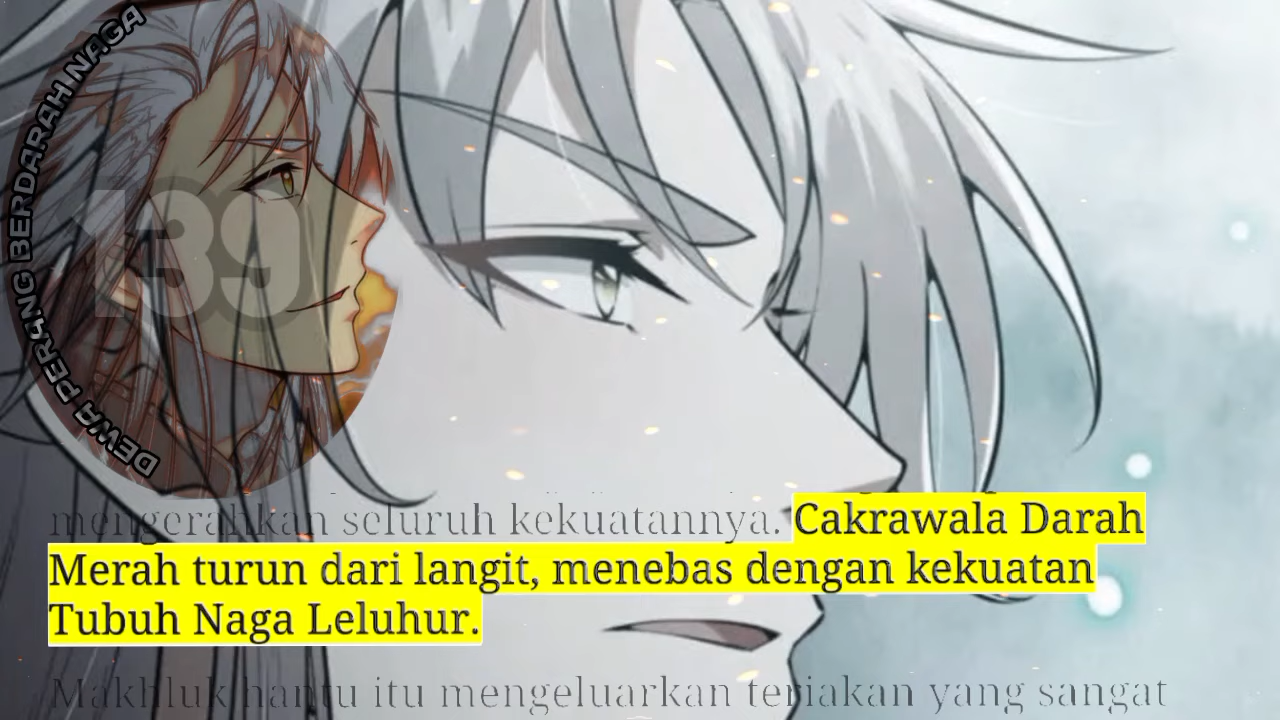 DEWA PERANG BERDARAH NAGA
139
mengerahkan seluruh kekuatannya. Cakrawala Darah
Merah turun dari langit, menebas dengan kekuatan
Tubuh Naga Leluhur.
Makhluk hantu itu mengeluarkan teriakan yang sangat